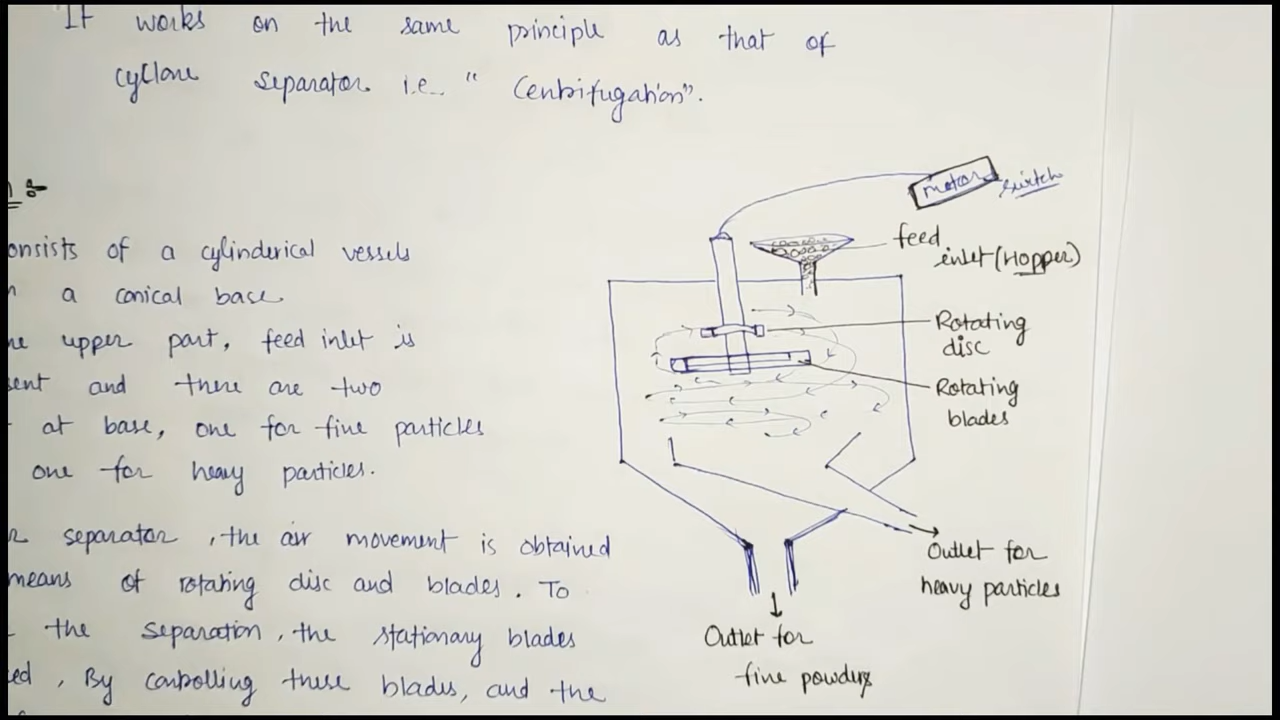 It works on the same principle as that of
cyclone separator i.e. " Centrifugation".
onsists of a cylinderical vessels
a conical base
upper part, feed inlet is
sent and there are two
at base, one for fine particles
one for heavy particles.
separator, the air movement is obtained
means of rotating disc and blades. To
the separation, the stationary blades
ed, By controlling these blades, and the
motor switch
feed
inlet (Hopper)
Rotating
disc
Rotating
blades
Outlet for
heavy particles
Outlet for
fine powders